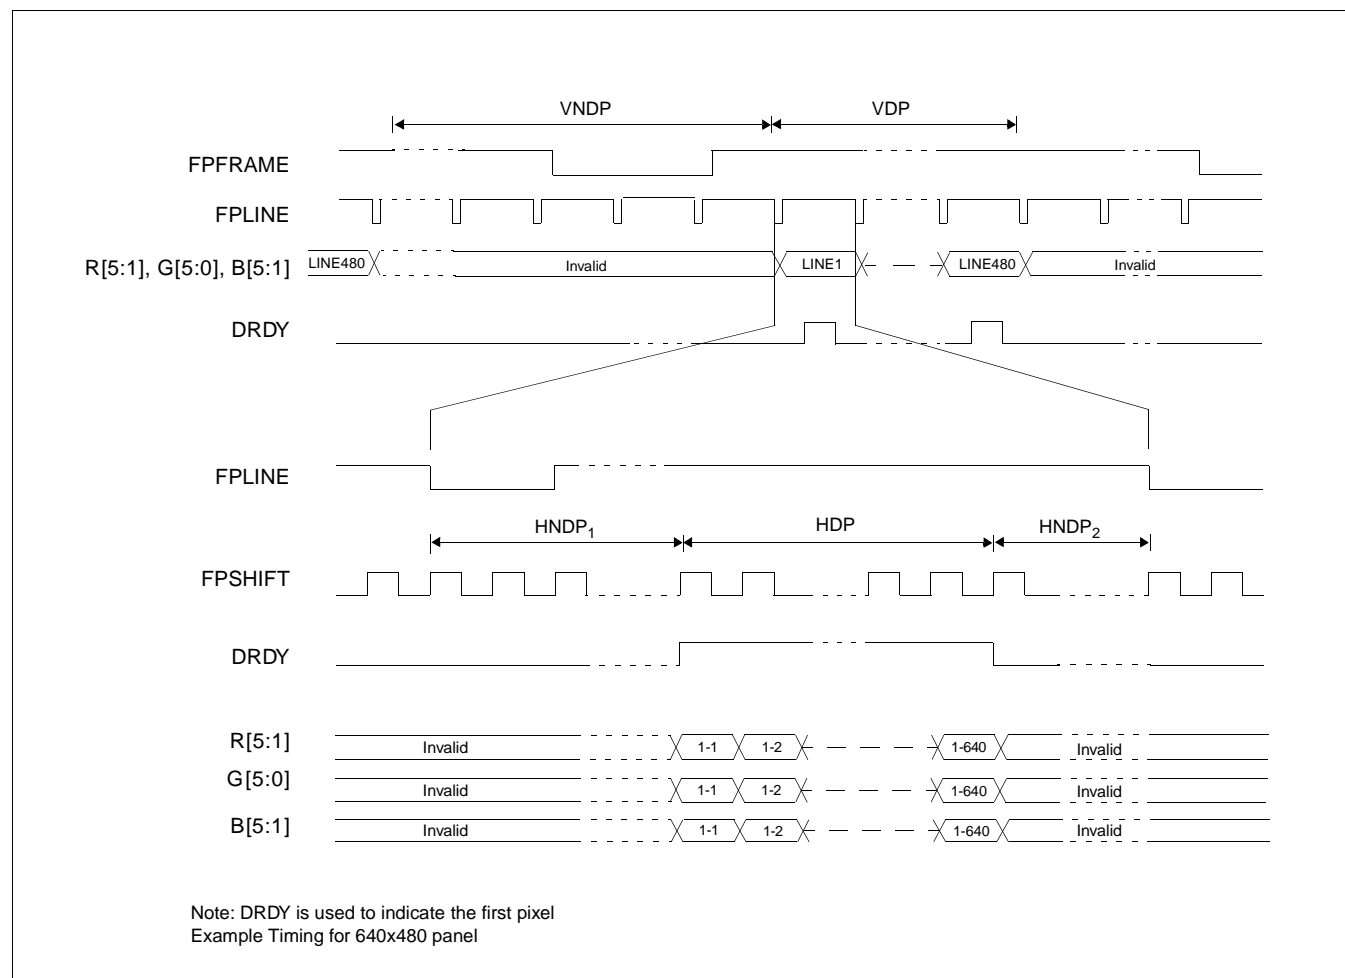 VNDP VDP
FPFRAME
FPLINE
R[5:1], G[5:0], B[5:1] LINE480 Invalid LINE1 LINE480 Invalid
DRDY
FPLINE
HNDP1 HDP HNDP2
FPSHIFT
DRDY
R[5:1] Invalid 1-1 1-2 1-640 Invalid
G[5:0] Invalid 1-1 1-2 1-640 Invalid
B[5:1] Invalid 1-1 1-2 1-640 Invalid
Note: DRDY is used to indicate the first pixel
Example Timing for 640x480 panel